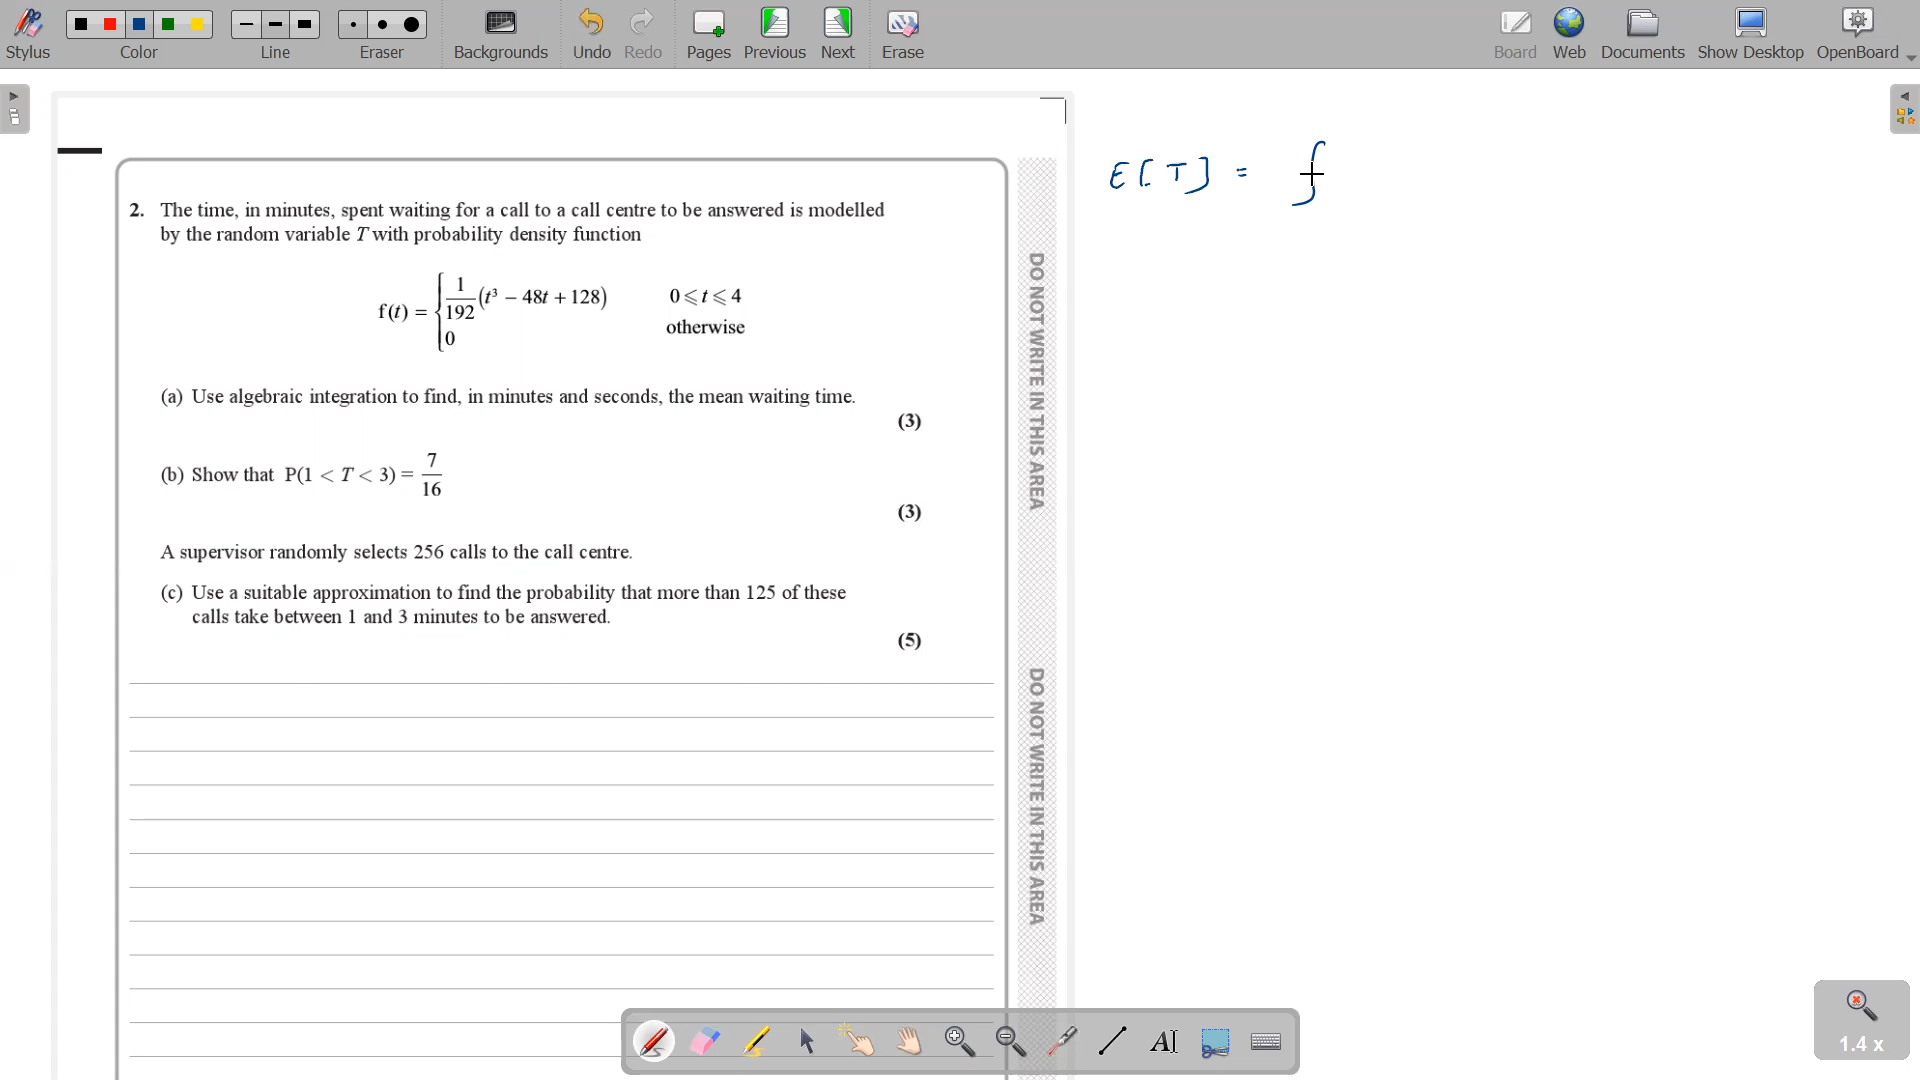 Stylus Color Line Eraser Backgrounds Undo Redo Pages Previous Next Erase Board Web Documents Show Desktop OpenBoard
E[T] = ∫
2. The time, in minutes, spent waiting for a call to a call centre to be answered is modelled
by the random variable T with probability density function
f(t) = { 1/192 (t³ − 48t + 128) 0 ⩽ t ⩽ 4
0 otherwise
(a) Use algebraic integration to find, in minutes and seconds, the mean waiting time.
(3)
(b) Show that P(1 < T < 3) = 7/16
(3)
A supervisor randomly selects 256 calls to the call centre.
(c) Use a suitable approximation to find the probability that more than 125 of these
calls take between 1 and 3 minutes to be answered.
(5)
DO NOT WRITE IN THIS AREA
DO NOT WRITE IN THIS AREA
AI
1.4 x